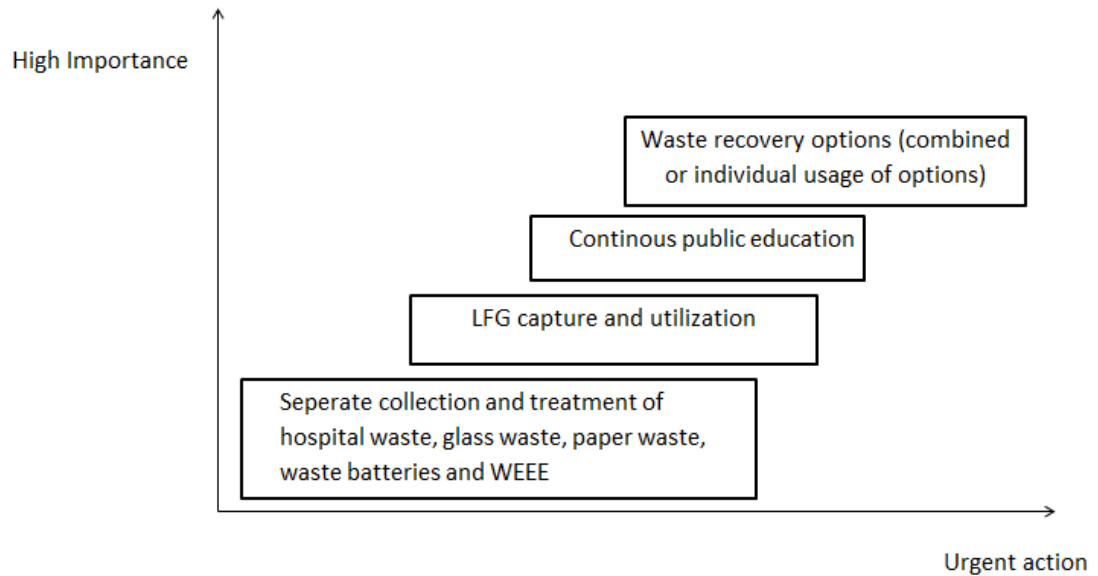 High Importance
Waste recovery options (combined
or individual usage of options)
Continous public education
LFG capture and utilization
Seperate collection and treatment of
hospital waste, glass waste, paper waste,
waste batteries and WEEE
Urgent action